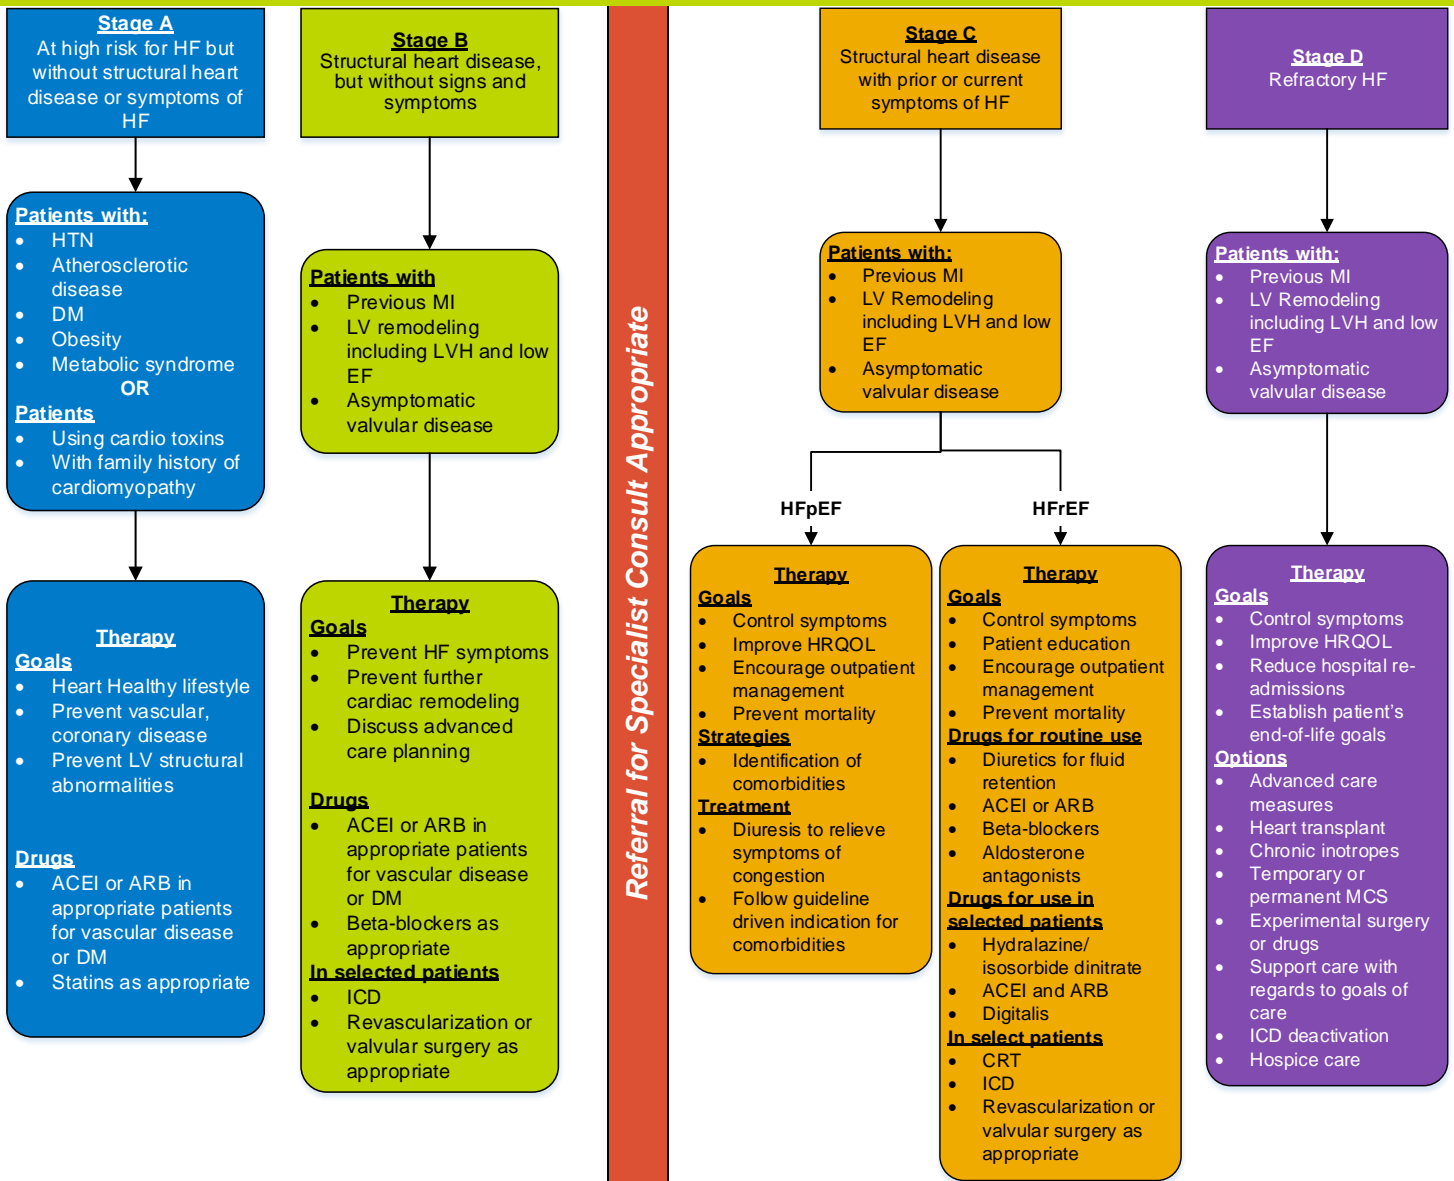 Stage A
At high risk for HF but
without structural heart
disease or symptoms of
HF
Patients with:
• HTN
• Atherosclerotic
disease
• DM
• Obesity
• Metabolic syndrome
OR
Patients
• Using cardio toxins
• With family history of
cardiomyopathy
Therapy
Goals
• Heart Healthy lifestyle
• Prevent vascular,
coronary disease
• Prevent LV structural
abnormalities
Drugs
• ACEI or ARB in
appropriate patients
for vascular disease
or DM
• Statins as appropriate
Stage B
Structural heart disease,
but without signs and
symptoms
Patients with
• Previous MI
• LV remodeling
including LVH and low
EF
• Asymptomatic
valvular disease
Therapy
Goals
• Prevent HF symptoms
• Prevent further
cardiac remodeling
• Discuss advanced
care planning
Drugs
• ACEI or ARB in
appropriate patients
for vascular disease
or DM
• Beta-blockers as
appropriate
In selected patients
• ICD
• Revascularization or
valvular surgery as
appropriate
Referral for Specialist Consult Appropriate
Stage C
Structural heart disease
with prior or current
symptoms of HF
Patients with:
• Previous MI
• LV Remodeling
including LVH and low
EF
• Asymptomatic
valvular disease
HFpEF
Therapy
Goals
• Control symptoms
• Improve HRQOL
• Encourage outpatient
management
• Prevent mortality
Strategies
• Identification of
comorbidities
Treatment
• Diuresis to relieve
symptoms of
congestion
• Follow guideline
driven indication for
comorbidities
HFrEF
Therapy
Goals
• Control symptoms
• Patient education
• Encourage outpatient
management
• Prevent mortality
Drugs for routine use
• Diuretics for fluid
retention
• ACEI or ARB
• Beta-blockers
• Aldosterone
antagonists
Drugs for use in
selected patients
• Hydralazine/
isosorbide dinitrate
• ACEI and ARB
• Digitalis
In select patients
• CRT
• ICD
• Revascularization or
valvular surgery as
appropriate
Stage D
Refractory HF
Patients with:
• Previous MI
• LV Remodeling
including LVH and low
EF
• Asymptomatic
valvular disease
Therapy
Goals
• Control symptoms
• Improve HRQOL
• Reduce hospital re-
admissions
• Establish patient's
end-of-life goals
Options
• Advanced care
measures
• Heart transplant
• Chronic inotropes
• Temporary or
permanent MCS
• Experimental surgery
or drugs
• Support care with
regards to goals of
care
• ICD deactivation
• Hospice care